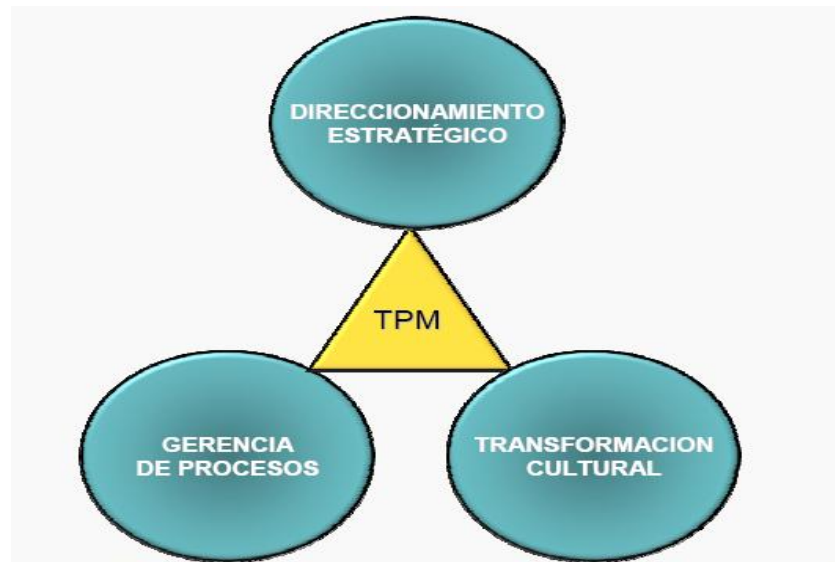 DIRECCIONAMIENTO
ESTRATÉGICO
TPM
GERENCIA
DE PROCESOS
TRANSFORMACION
CULTURAL